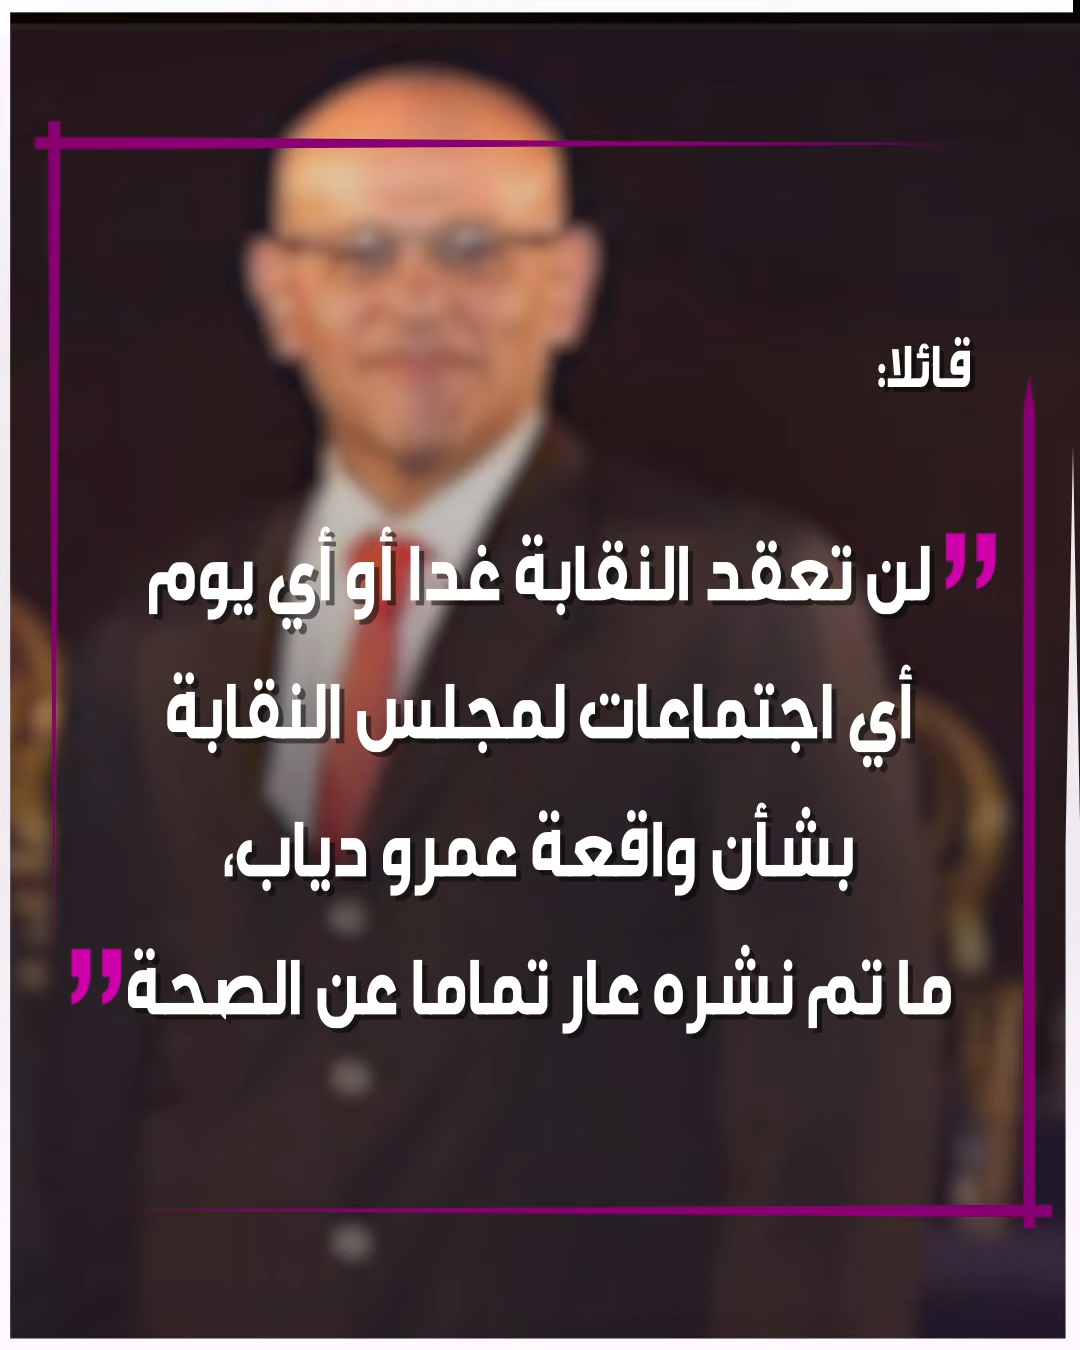 قائلا:
"لن تعقد النقابة غدا أو أي يوم
أي اجتماعات لمجلس النقابة
بشأن واقعة عمرو دياب،
ما تم نشره عار تماما عن الصحة"